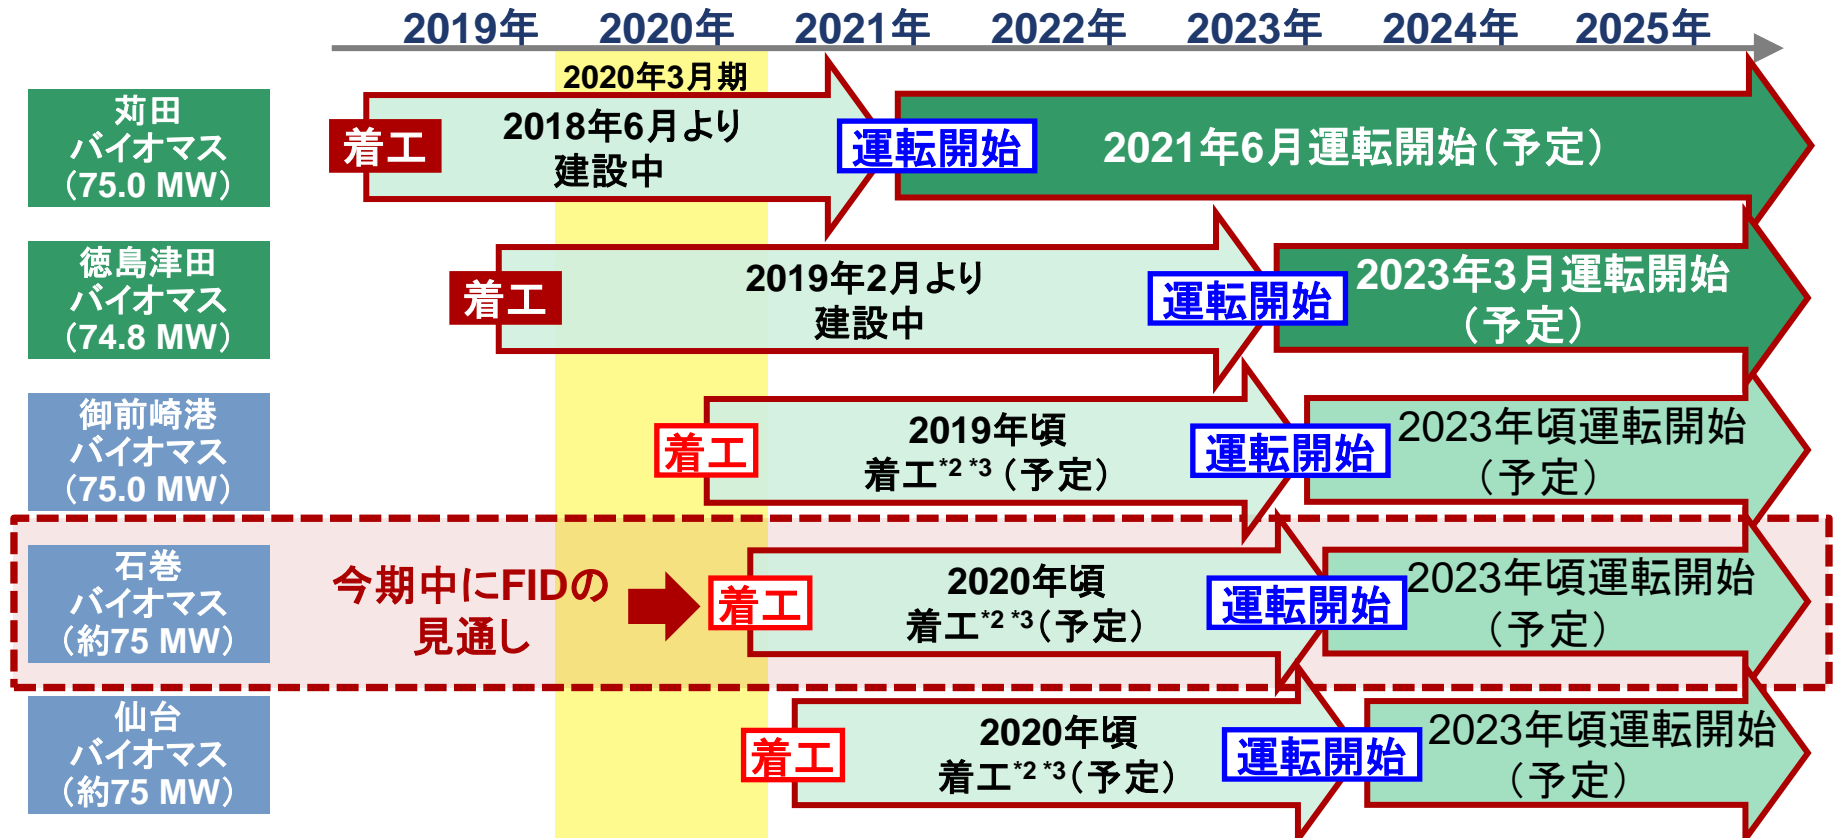 2019年 2020年 2021年 2022年 2023年 2024年 2025年
2020年3月期
苅田
バイオマス
（75.0 MW）
着工
2018年6月より
建設中
運転開始
2021年6月運転開始（予定）
徳島津田
バイオマス
（74.8 MW）
着工
2019年2月より
建設中
運転開始
2023年3月運転開始
（予定）
御前崎港
バイオマス
（75.0 MW）
着工
2019年頃
着工*2 *3（予定）
運転開始
2023年頃運転開始
（予定）
石巻
バイオマス
（約75 MW）
今期中にFIDの
見通し
着工
2020年頃
着工*2 *3（予定）
運転開始
2023年頃運転開始
（予定）
仙台
バイオマス
（約75 MW）
着工
2020年頃
着工*2 *3（予定）
運転開始
2023年頃運転開始
（予定）